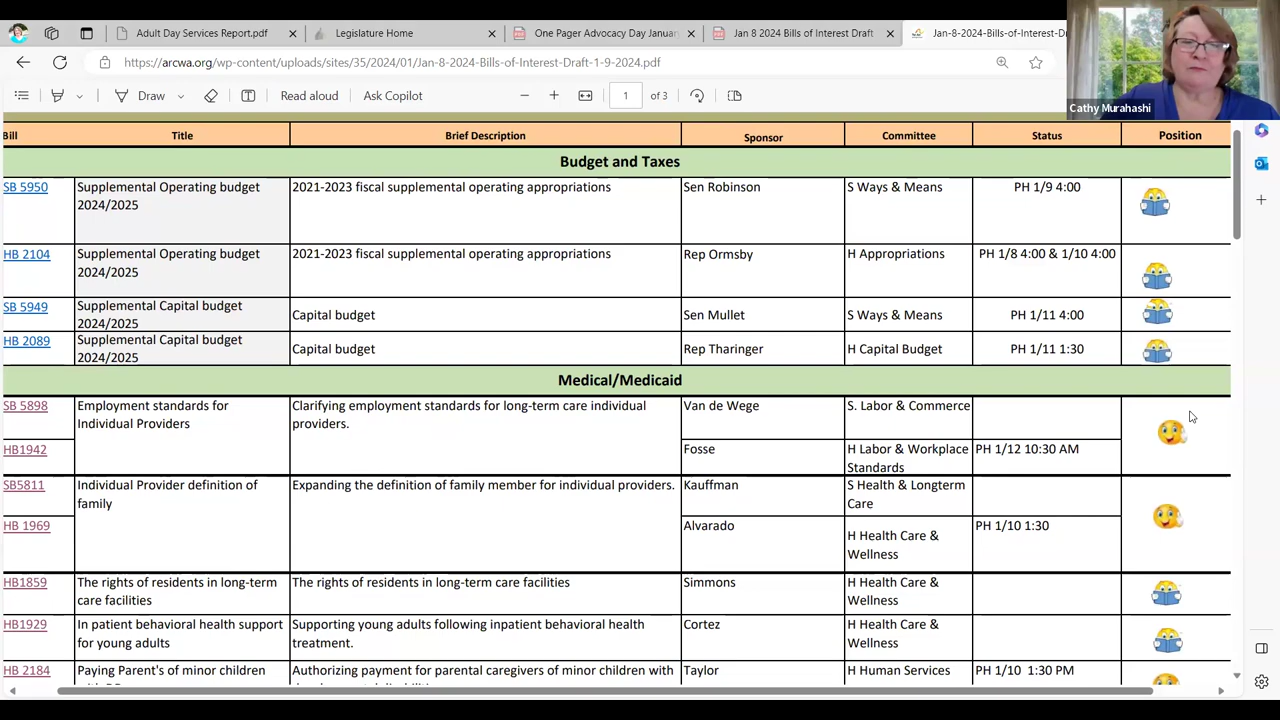 Adult Day Services Report.pdf
Legislature Home
One Pager Advocacy Day Januar
Jan 8 2024 Bills of Interest Draft
Jan-8-2024-Bills-of-Interest-D
https://arcwa.org/wp-content/uploads/sites/35/2024/01/Jan-8-2024-Bills-of-Interest-Draft-1-9-2024.pdf
Cathy Murahashi
Draw
Read aloud
Ask Copilot
1 of 3
Bill Title Brief Description Sponsor Committee Status Position
Budget and Taxes
SB 5950 Supplemental Operating budget 2021-2023 fiscal supplemental operating appropriations Sen Robinson S Ways & Means PH 1/9 4:00
2024/2025
HB 2104 Supplemental Operating budget 2021-2023 fiscal supplemental operating appropriations Rep Ormsby H Appropriations PH 1/8 4:00 & 1/10 4:00
2024/2025
SB 5949 Supplemental Capital budget Capital budget Sen Mullet S Ways & Means PH 1/11 4:00
2024/2025
HB 2089 Supplemental Capital budget Capital budget Rep Tharinger H Capital Budget PH 1/11 1:30
2024/2025
Medical/Medicaid
SB 5898 Employment standards for Clarifying employment standards for long-term care individual Van de Wege S. Labor & Commerce
Individual Providers providers.
HB1942 Fosse H Labor & Workplace PH 1/12 10:30 AM
Standards
SB5811 Individual Provider definition of Expanding the definition of family member for individual providers. Kauffman S Health & Longterm
family Care
HB 1969 Alvarado H Health Care & PH 1/10 1:30
Wellness
HB1859 The rights of residents in long-term The rights of residents in long-term care facilities Simmons H Health Care &
care facilities Wellness
HB1929 In patient behavioral health support Supporting young adults following inpatient behavioral health Cortez H Health Care &
for young adults treatment. Wellness
HB 2184 Paying Parent's of minor children Authorizing payment for parental caregivers of minor children with Taylor H Human Services PH 1/10 1:30 PM